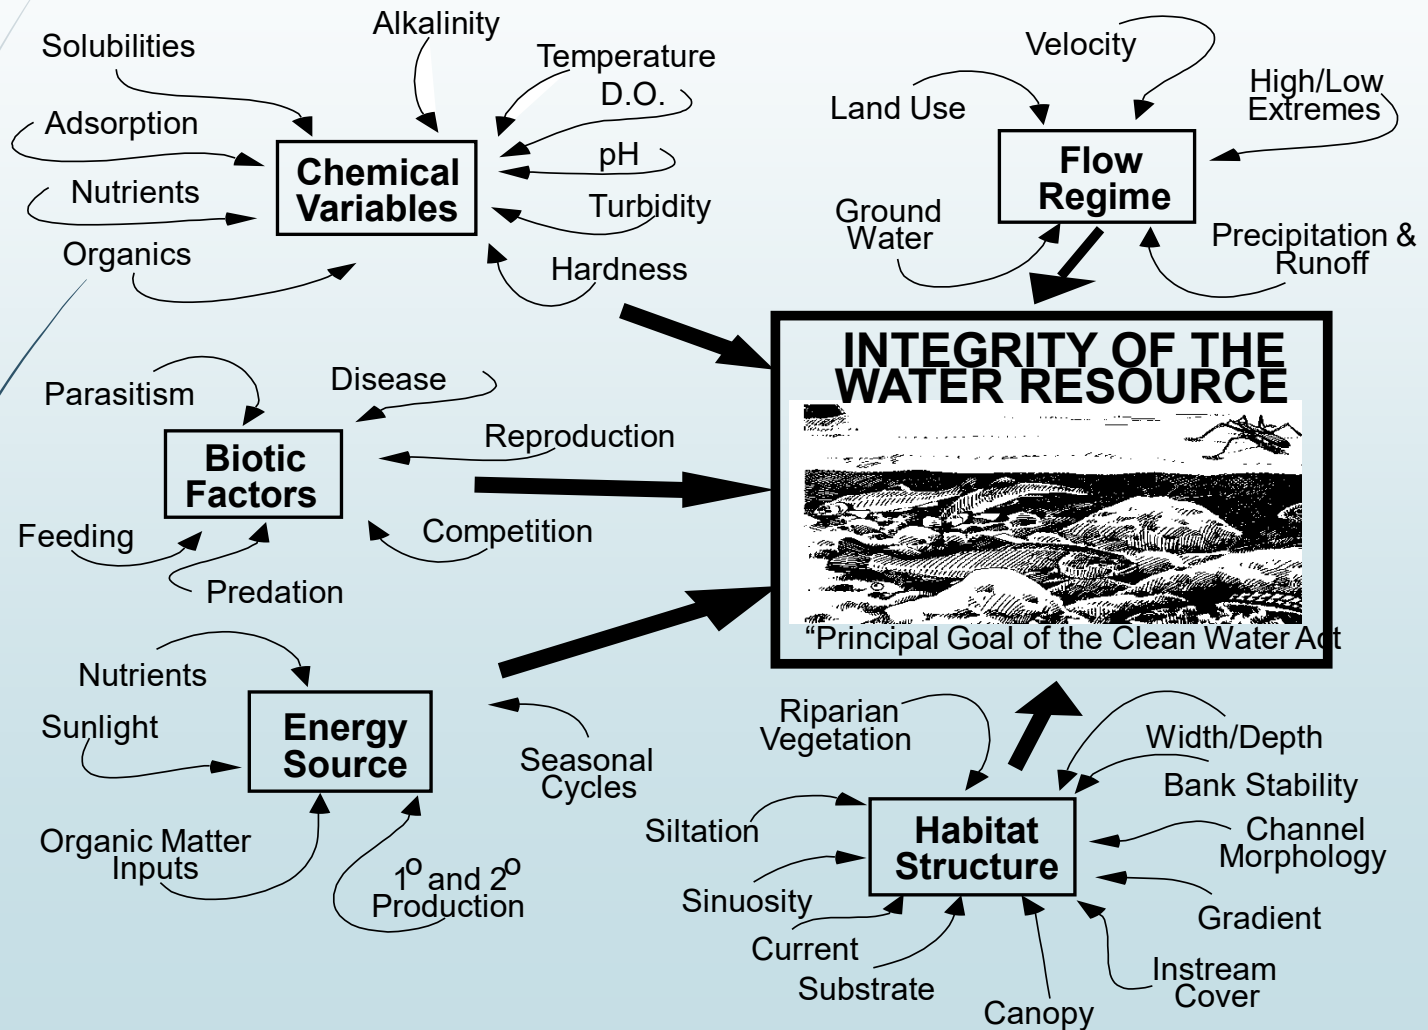 Solubilities
Alkalinity
Temperature
D.O.
Adsorption
pH
Nutrients
Turbidity
Organics
Hardness
Chemical
Variables
Velocity
Land Use
High/Low
Extremes
Ground
Water
Precipitation &
Runoff
Flow
Regime
INTEGRITY OF THE
WATER RESOURCE
“Principal Goal of the Clean Water Act
Parasitism
Disease
Reproduction
Biotic
Factors
Feeding
Competition
Predation
Nutrients
Sunlight
Energy
Source
Seasonal
Cycles
Organic Matter
Inputs
1º and 2º
Production
Riparian
Vegetation
Width/Depth
Bank Stability
Siltation
Habitat
Structure
Channel
Morphology
Sinuosity
Gradient
Current
Substrate
Canopy
Instream
Cover